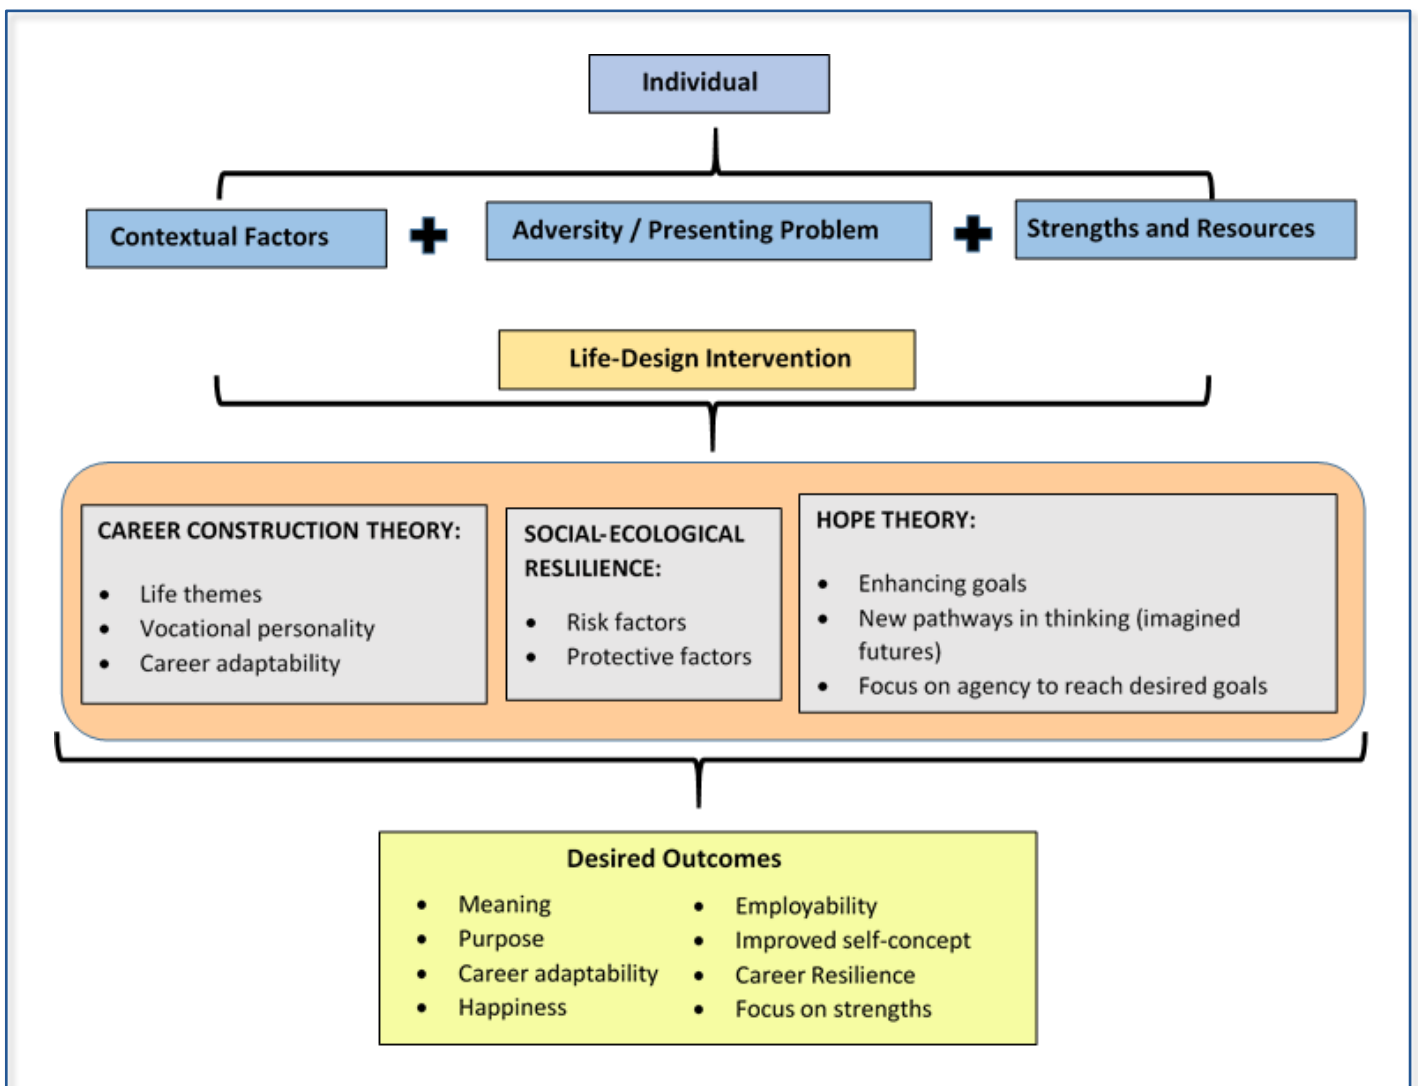 Individual
Contextual Factors
Adversity / Presenting Problem
Strengths and Resources
Life-Design Intervention
CAREER CONSTRUCTION THEORY:
• Life themes
• Vocational personality
• Career adaptability
SOCIAL-ECOLOGICAL
RESLILIENCE:
• Risk factors
• Protective factors
HOPE THEORY:
• Enhancing goals
• New pathways in thinking (imagined
futures)
• Focus on agency to reach desired goals
Desired Outcomes
• Meaning
• Purpose
• Career adaptability
• Happiness
• Employability
• Improved self-concept
• Career Resilience
• Focus on strengths